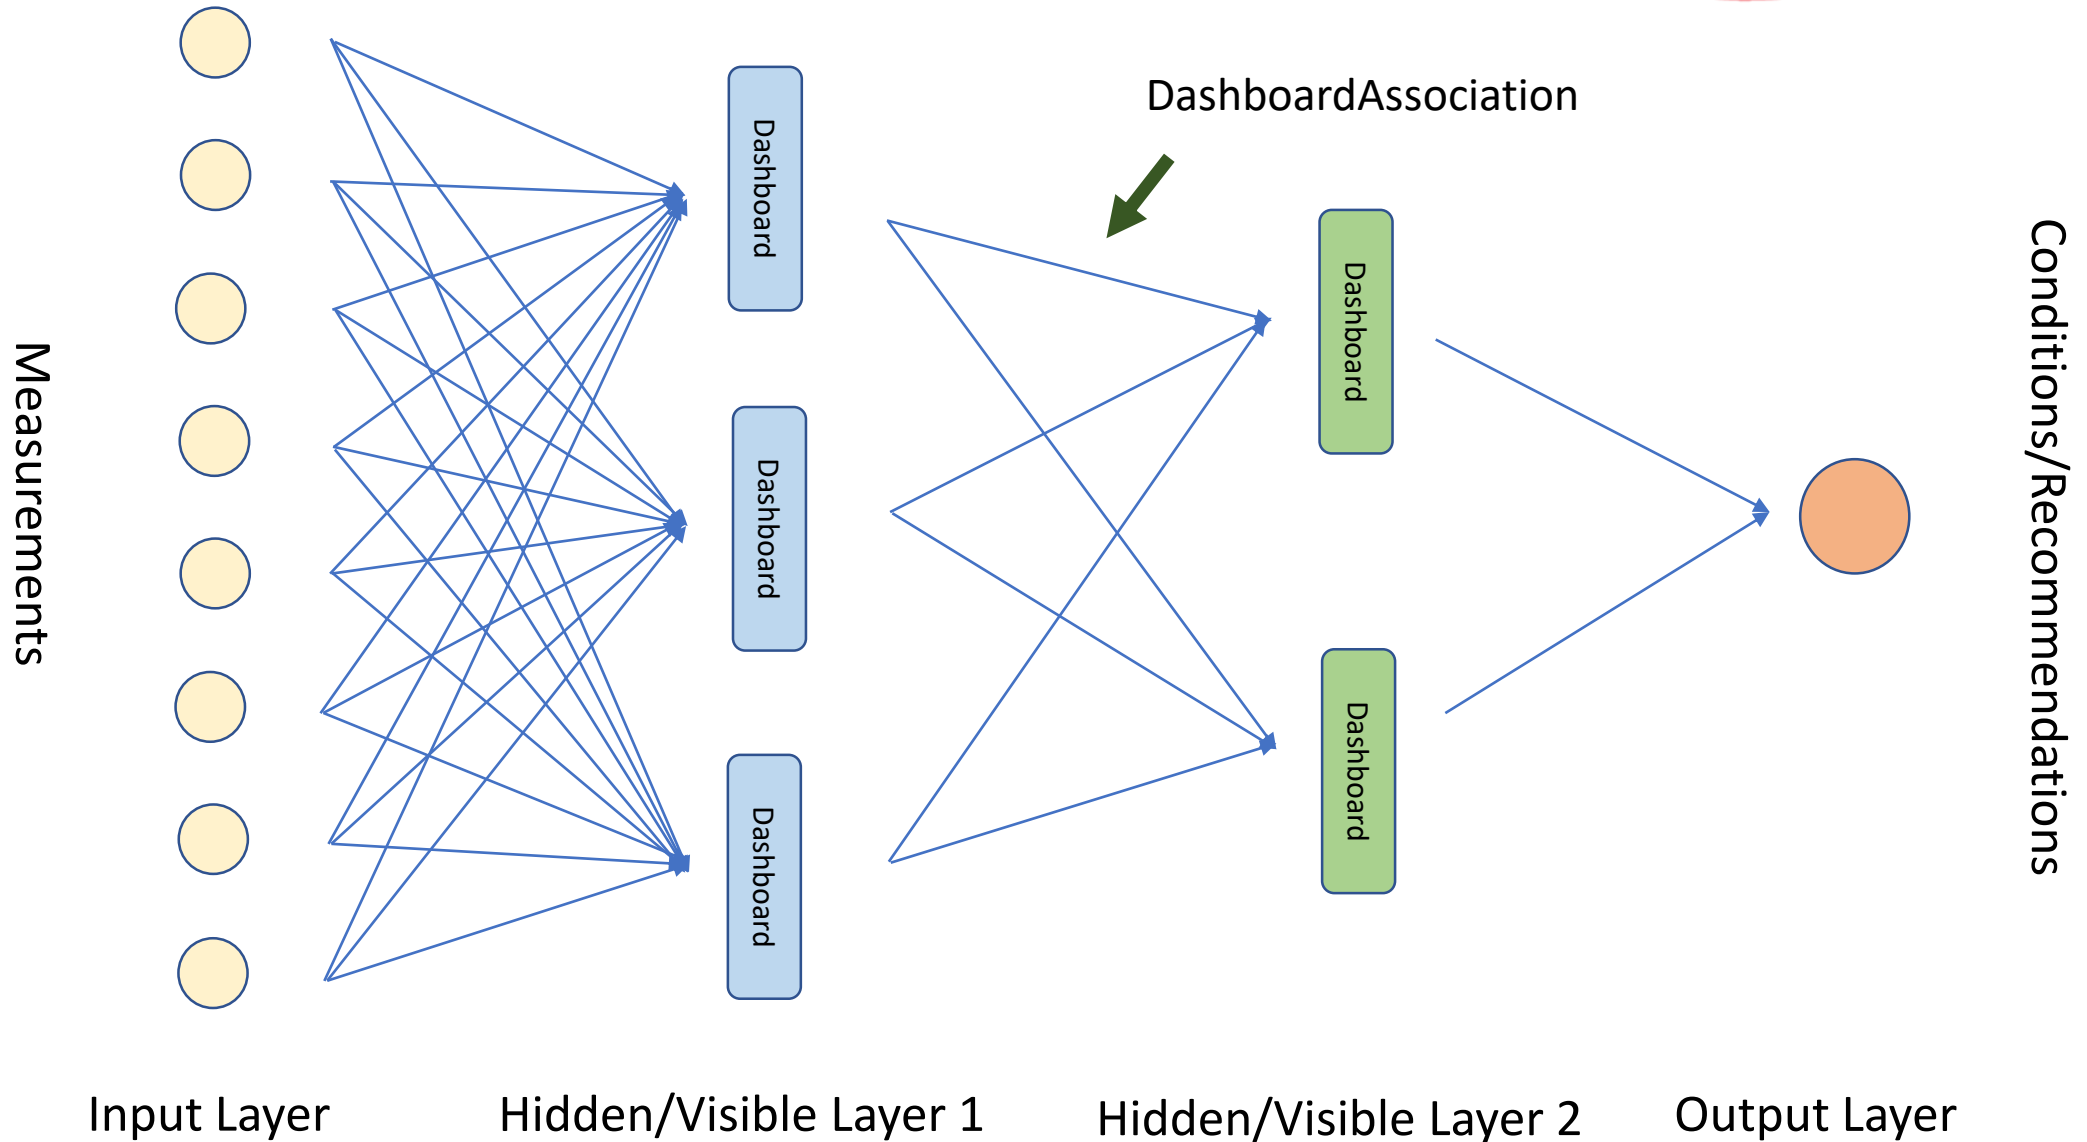 DashboardAssociation
Measurements
Dashboard
Dashboard
Dashboard
Dashboard
Dashboard
Conditions/Recommendations
Input Layer
Hidden/Visible Layer 1
Hidden/Visible Layer 2
Output Layer